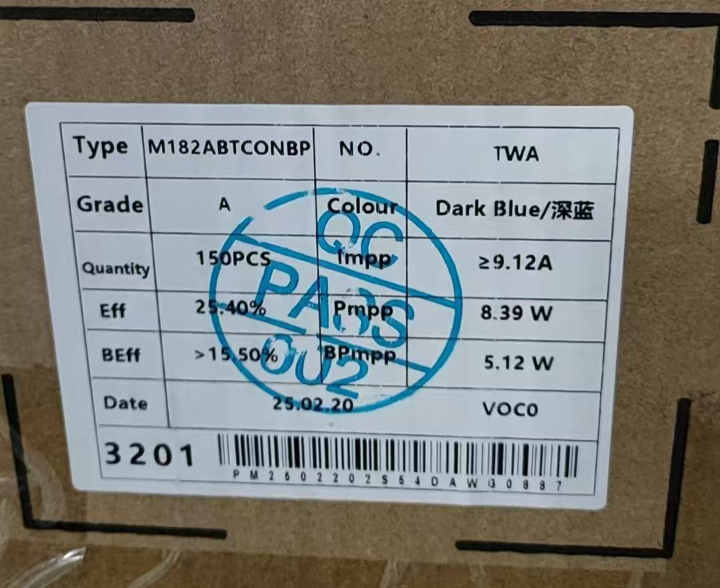 Type M182ABTCONBP NO. TWA
Grade A Colour Dark Blue/深蓝
Quantity 150PCS Impp ≥9.12A
Eff 25.40% Pmpp 8.39 W
BEff >15.50% BPmpp 5.12 W
Date 25.02.20 VOC0
3201
PM2602202S54DAWG0887
QC
PASS
002